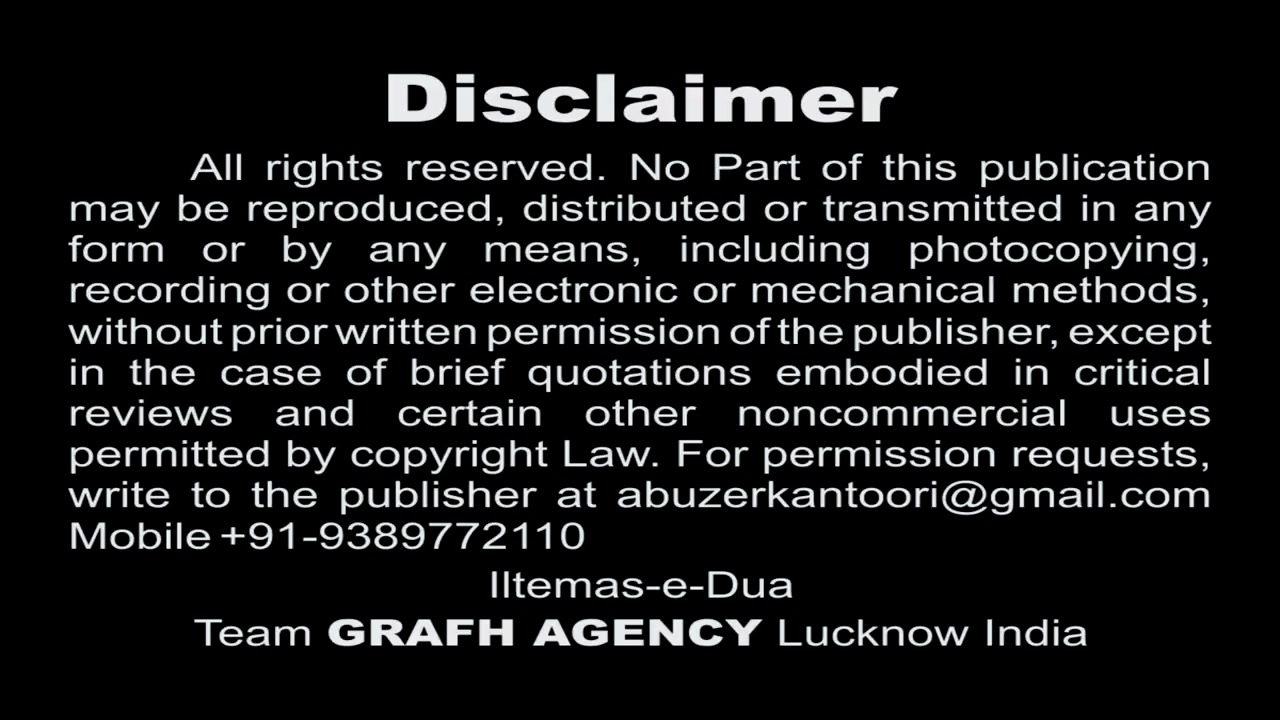 Disclaimer
All rights reserved. No Part of this publication
may be reproduced, distributed or transmitted in any
form or by any means, including photocopying,
recording or other electronic or mechanical methods,
without prior written permission of the publisher, except
in the case of brief quotations embodied in critical
reviews and certain other noncommercial uses
permitted by copyright Law. For permission requests,
write to the publisher at abuzerkantoori@gmail.com
Mobile +91-9389772110
IItemas-e-Dua
Team GRAFH AGENCY Lucknow India